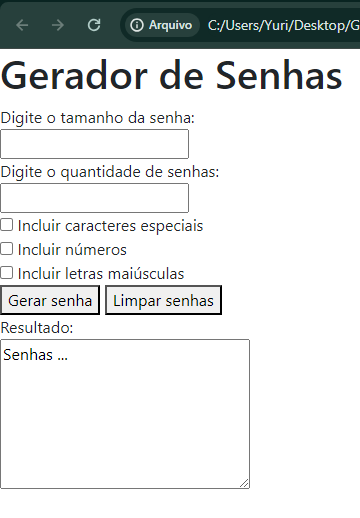 Arquivo C:/Users/Yuri/Desktop/G
Gerador de Senhas
Digite o tamanho da senha:
Digite o quantidade de senhas:
Incluir caracteres especiais
Incluir números
Incluir letras maiúsculas
Gerar senha Limpar senhas
Resultado:
Senhas ...